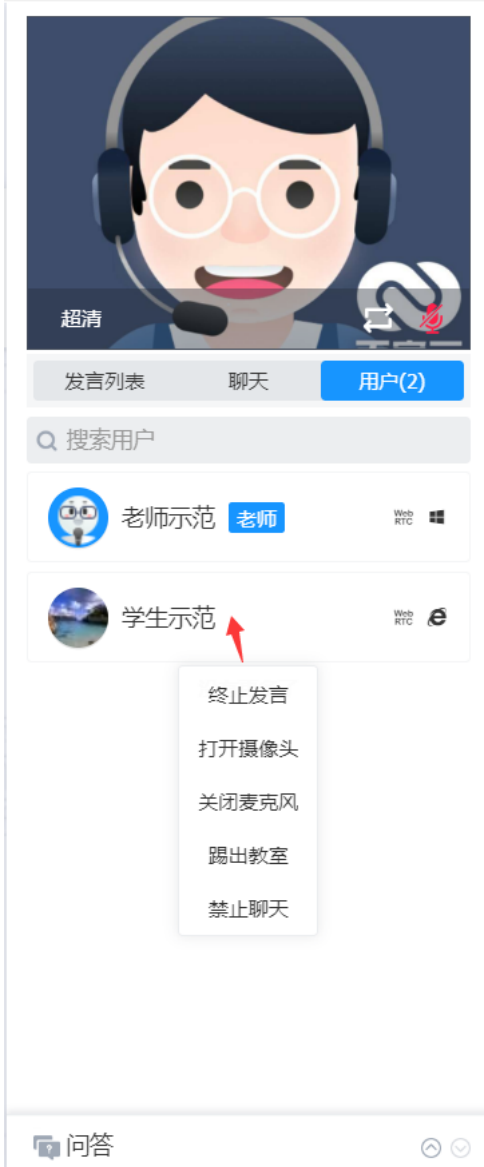 超清
发言列表 聊天 用户(2)
搜索用户
老师示范 老师 Web RTC
学生示范 Web RTC
终止发言
打开摄像头
关闭麦克风
踢出教室
禁止聊天
问答